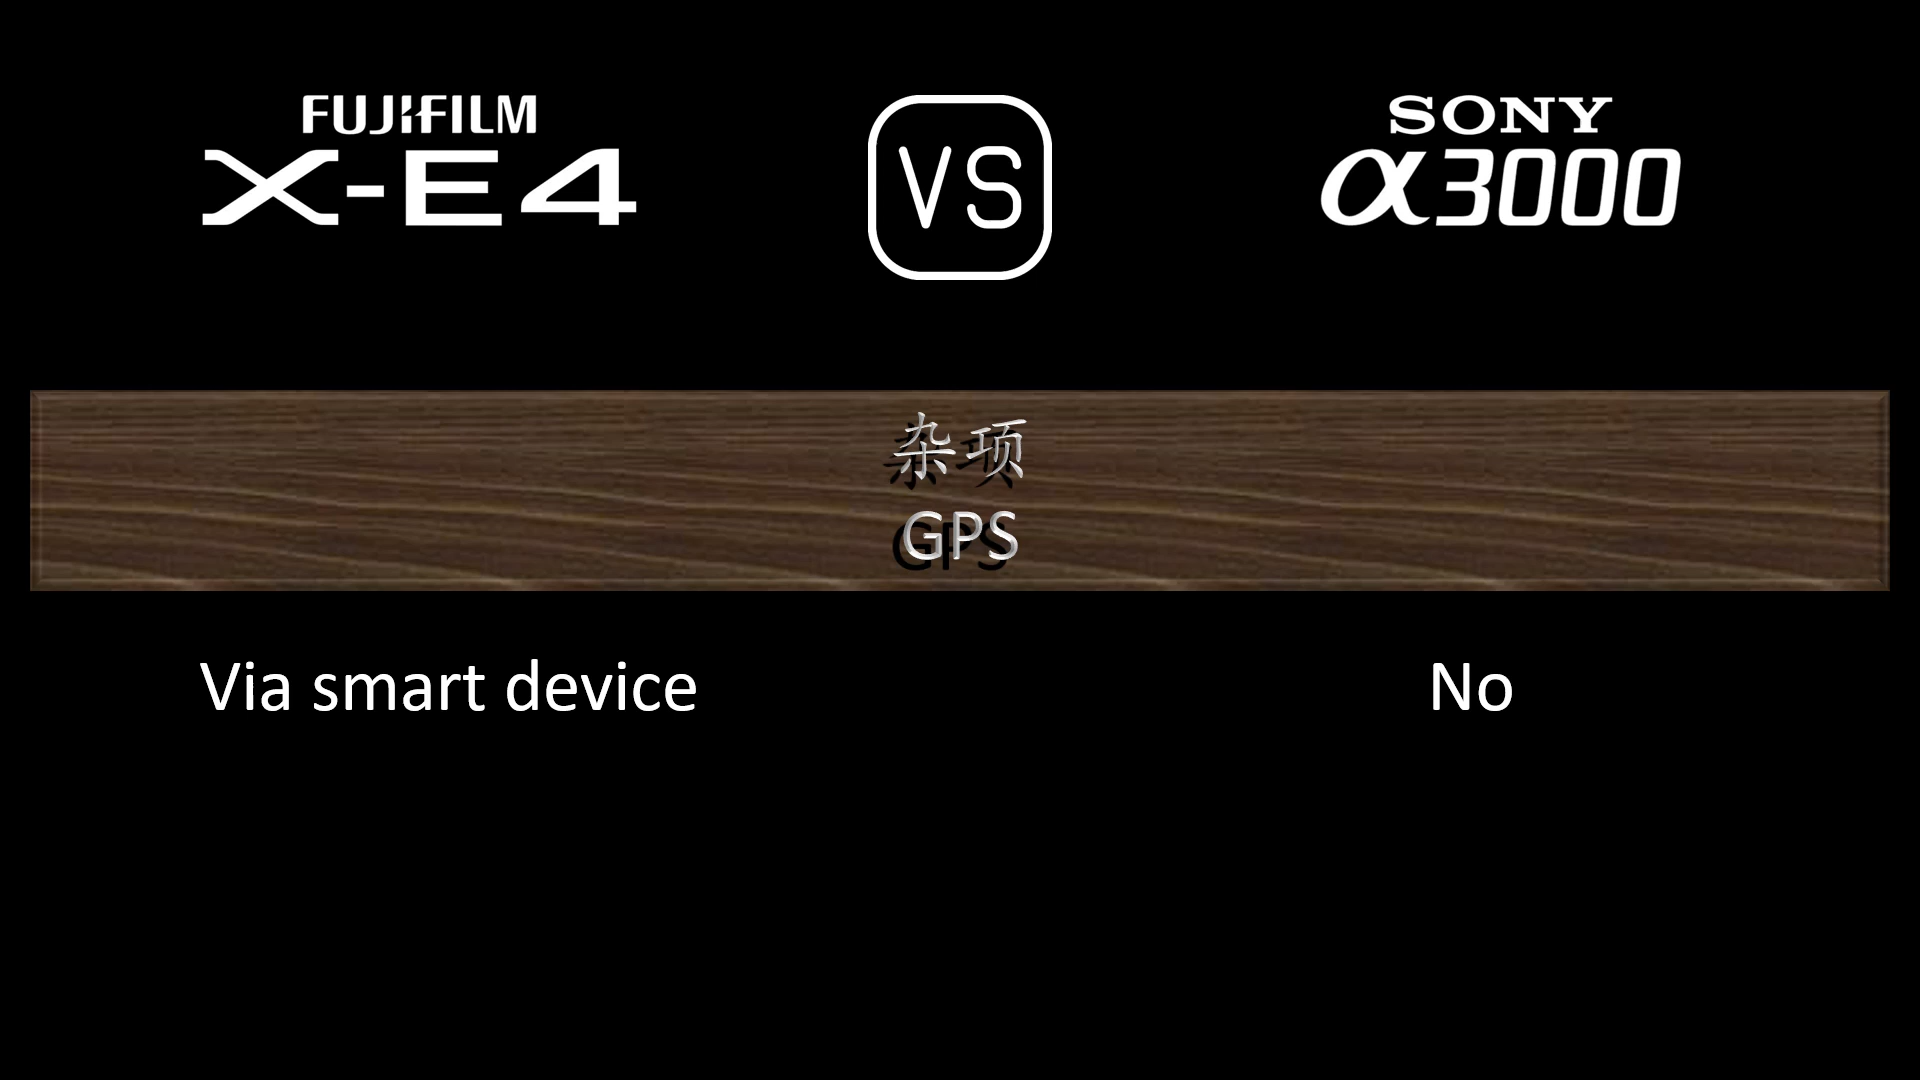 FUJIFILM
X-E4
VS
SONY
α3000
杂项
GPS
Via smart device
No